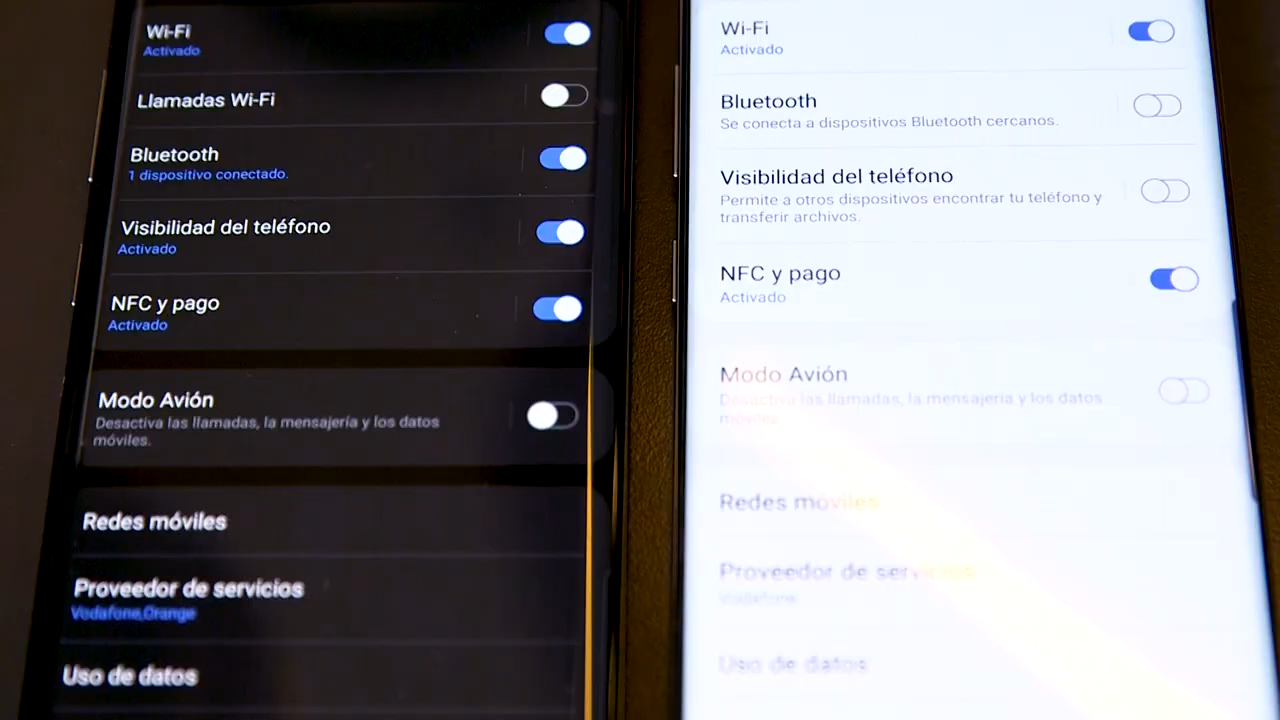 Wi-Fi
Activado
Llamadas Wi-Fi
Bluetooth
1 dispositivo conectado.
Visibilidad del teléfono
Activado
NFC y pago
Activado
Modo Avión
Desactiva las llamadas, la mensajería y los datos
móviles.
Redes móviles
Proveedor de servicios
Vodafone,Orange
Uso de datos
Wi-Fi
Activado
Bluetooth
Se conecta a dispositivos Bluetooth cercanos.
Visibilidad del teléfono
Permite a otros dispositivos encontrar tu teléfono y
transferir archivos.
NFC y pago
Activado
Modo Avión
Desactiva las llamadas, la mensajería y los datos
móviles.
Redes móviles
Proveedor de servicios
Vodafone
Uso de datos